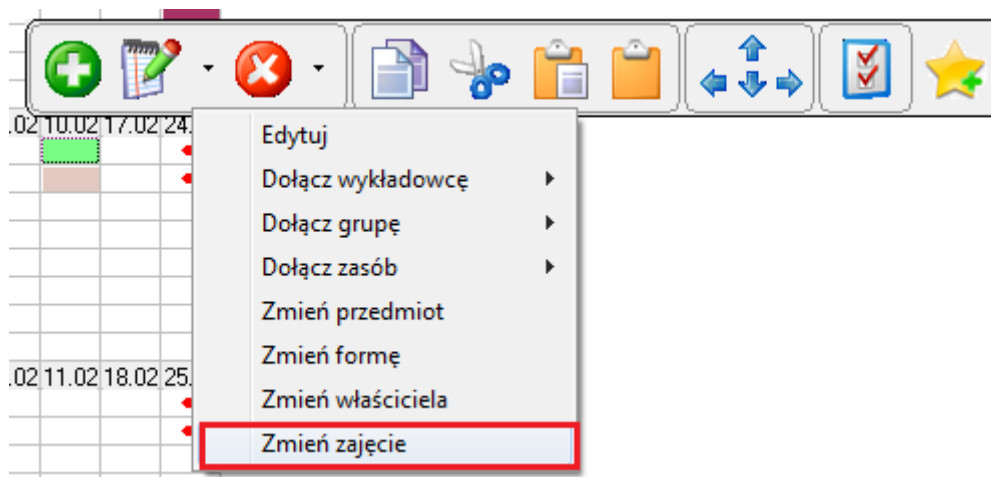 .02 10.02 17.02 24.
Edytuj
Dołącz wykładowcę
Dołącz grupę
Dołącz zasób
Zmień przedmiot
Zmień formę
.02 11.02 18.02 25.
Zmień właściciela
Zmień zajęcie